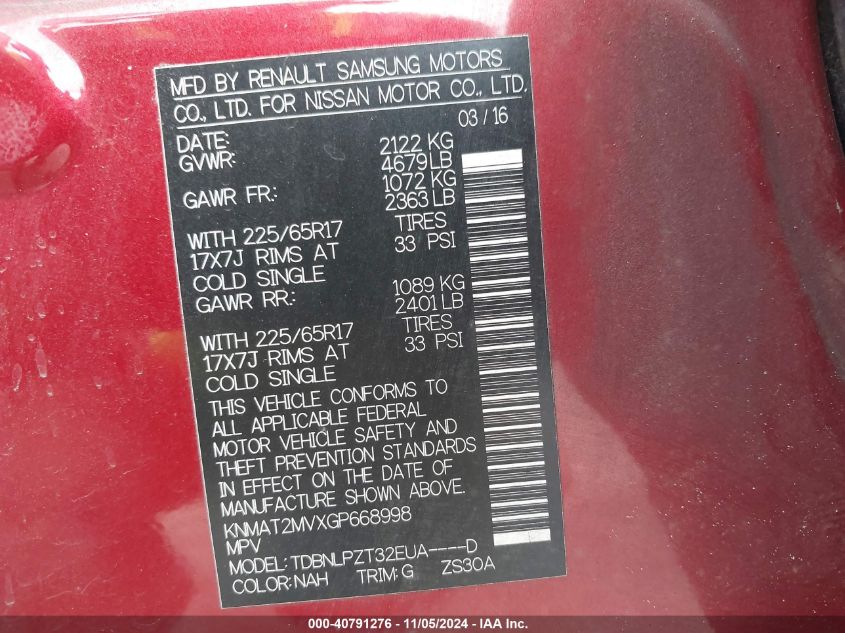 MFD BY RENAULT SAMSUNG MOTORS
CO., LTD. FOR NISSAN MOTOR CO., LTD.
DATE: 03 / 16
GVWR: 2122 KG
4679 LB
GAWR FR.: 1072 KG
2363 LB
WITH 225/65R17 TIRES
17X7J RIMS AT 33 PSI
COLD SINGLE
GAWR RR.: 1089 KG
2401 LB
WITH 225/65R17 TIRES
17X7J RIMS AT 33 PSI
COLD SINGLE
THIS VEHICLE CONFORMS TO
ALL APPLICABLE FEDERAL
MOTOR VEHICLE SAFETY AND
THEFT PREVENTION STANDARDS
IN EFFECT ON THE DATE OF
MANUFACTURE SHOWN ABOVE.
KNMAT2MVXGP668998
MPV
MODEL: TDBNLPZT32EUA----D
COLOR: NAH TRIM: G ZS30A
000-40791276 - 11/05/2024 - IAA Inc.